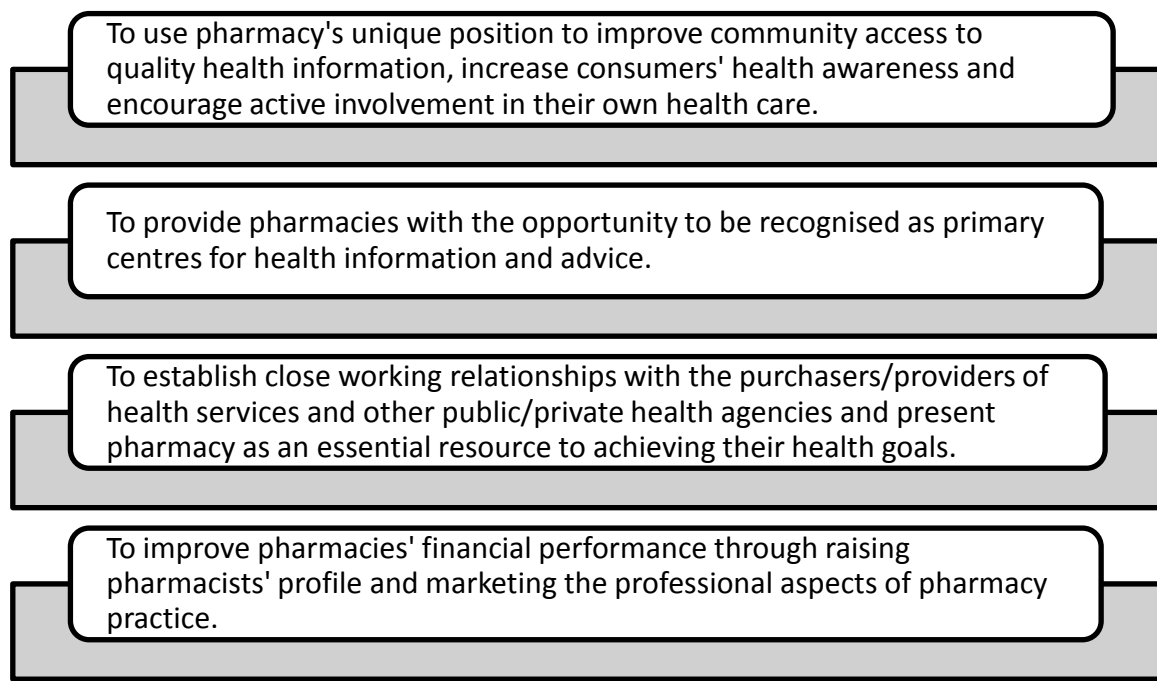 To use pharmacy's unique position to improve community access to
quality health information, increase consumers' health awareness and
encourage active involvement in their own health care.
To provide pharmacies with the opportunity to be recognised as primary
centres for health information and advice.
To establish close working relationships with the purchasers/providers of
health services and other public/private health agencies and present
pharmacy as an essential resource to achieving their health goals.
To improve pharmacies' financial performance through raising
pharmacists' profile and marketing the professional aspects of pharmacy
practice.